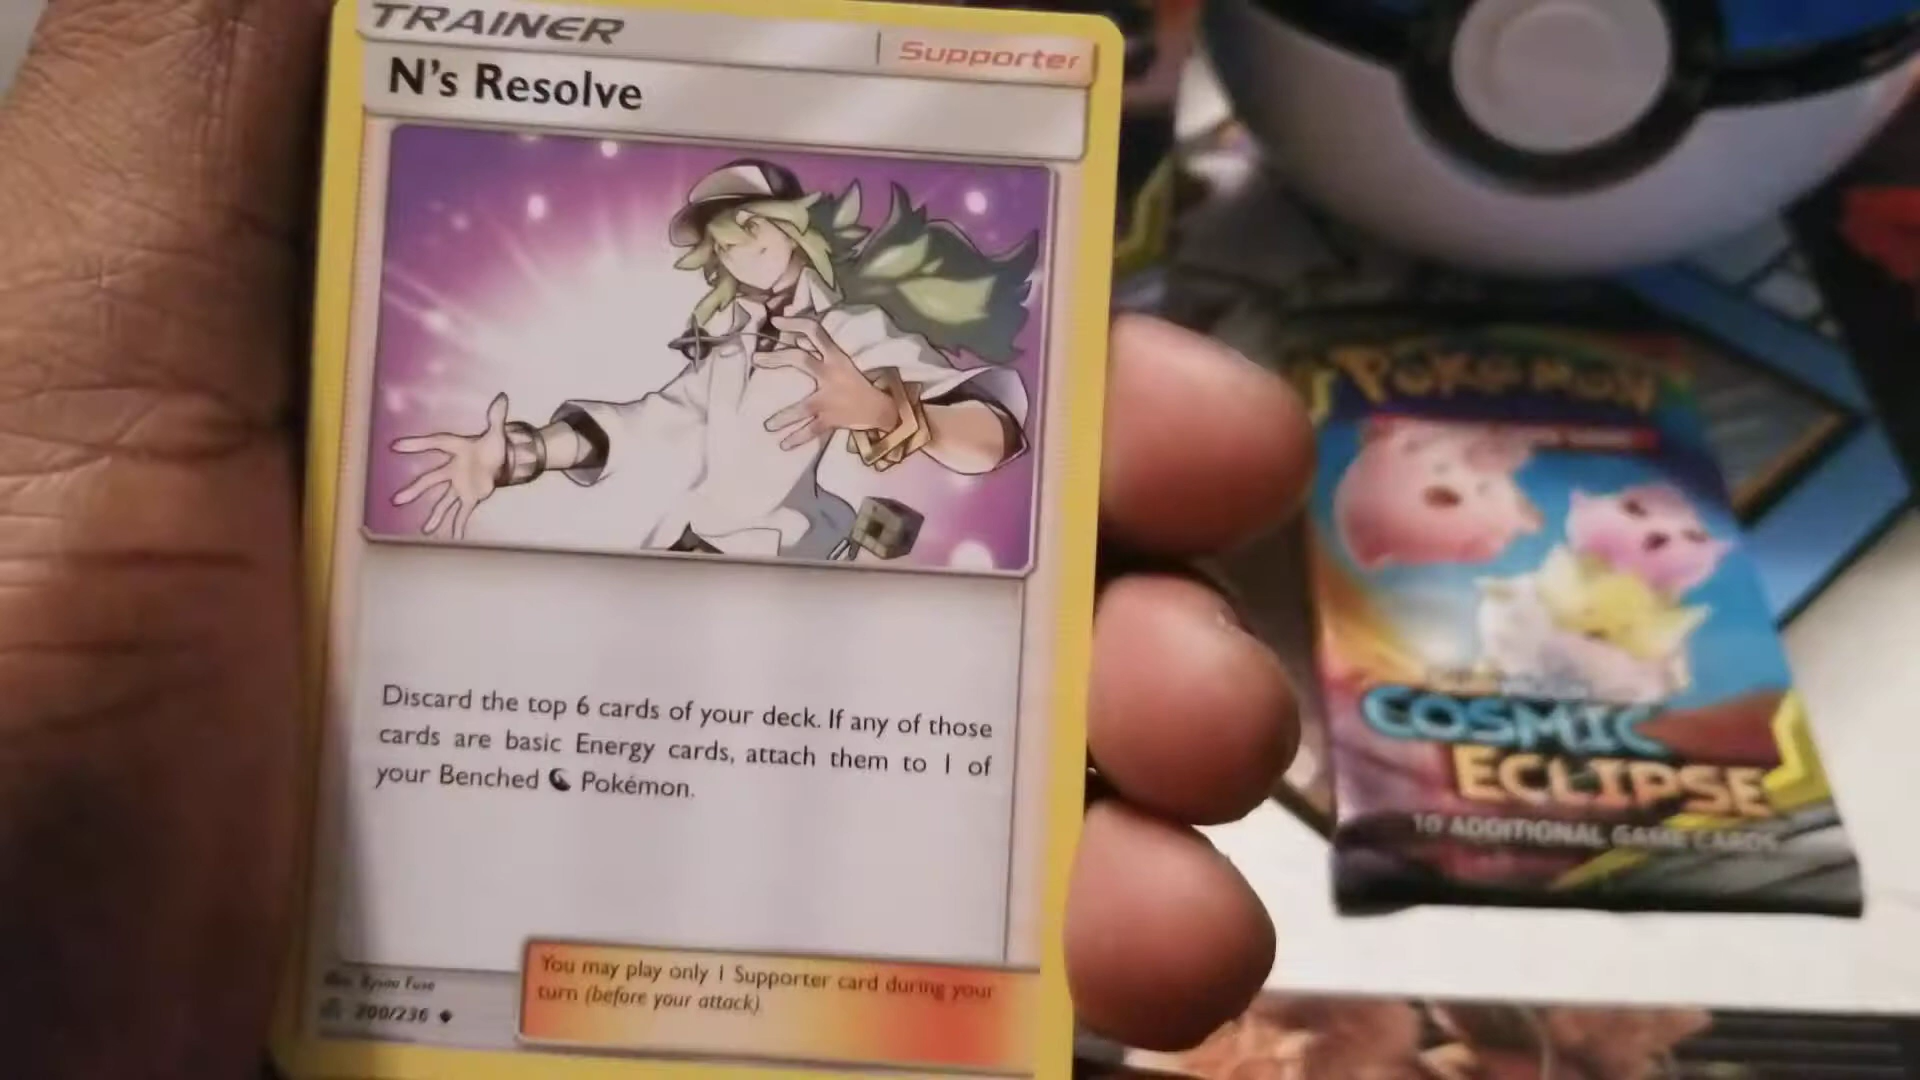 TRAINER
Supporter
N's Resolve
Discard the top 6 cards of your deck. If any of those
cards are basic Energy cards, attach them to 1 of
your Benched Pokémon.
You may play only 1 Supporter card during your
turn (before your attack).
200/236
POKéMON
COSMIC
ECLIPSE
10 ADDITIONAL GAME CARDS